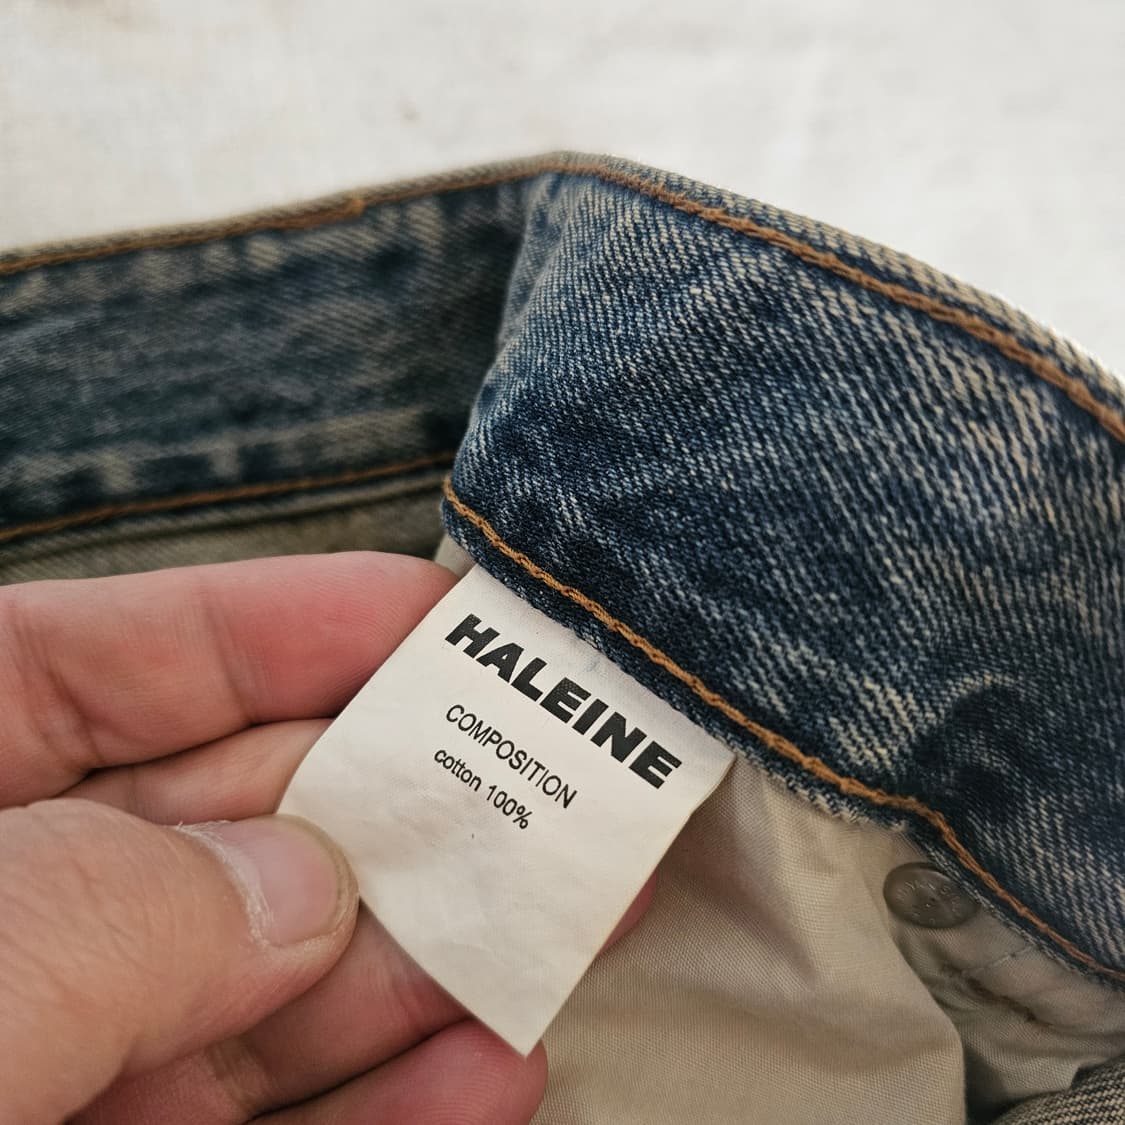 HALEINE
COMPOSITION
cotton 100%